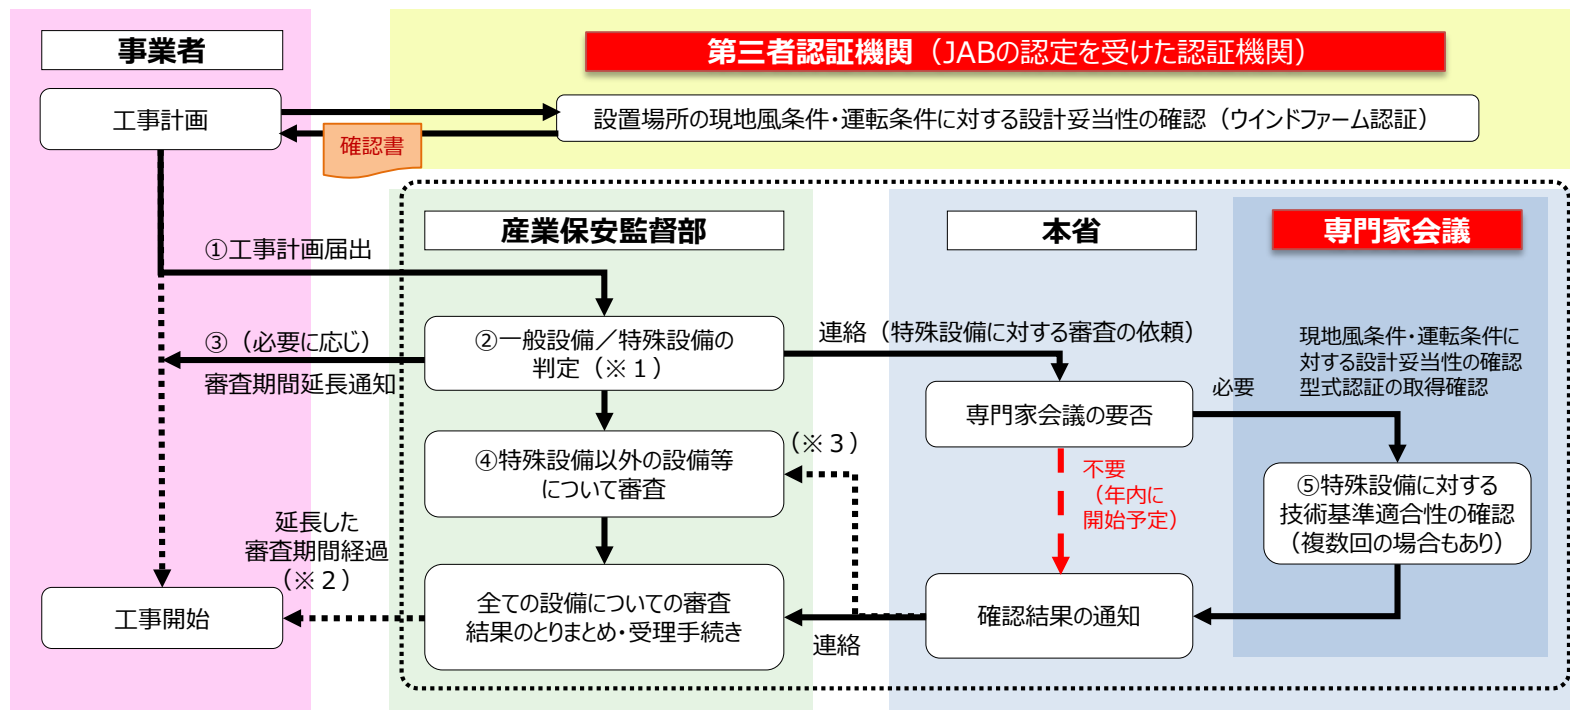 事業者
第三者認証機関（JABの認定を受けた認証機関）
工事計画
設置場所の現地風条件・運転条件に対する設計妥当性の確認（ウインドファーム認証）
確認書
産業保安監督部
本省
専門家会議
①工事計画届出
②一般設備／特殊設備の
判定（※１）
③（必要に応じ）
審査期間延長通知
連絡（特殊設備に対する審査の依頼）
現地風条件・運転条件に
対する設計妥当性の確認
型式認証の取得確認
専門家会議の要否
必要
④特殊設備以外の設備等
について審査
（※３）
不要
（年内に
開始予定）
⑤特殊設備に対する
技術基準適合性の確認
（複数回の場合もあり）
延長した
審査期間経過
（※２）
工事開始
全ての設備についての審査
結果のとりまとめ・受理手続き
連絡
確認結果の通知